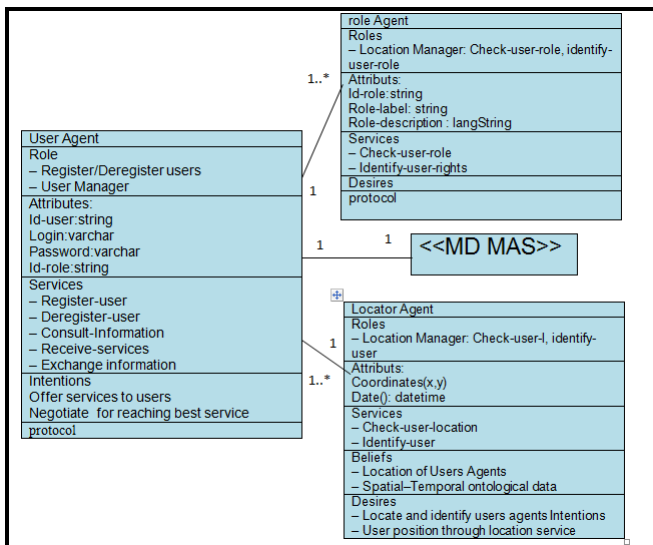 role Agent
Roles
– Location Manager: Check-user-role, identify-
user-role
Attributs:
Id-role:string
Role-label: string
Role-description : langString
Services
– Check-user-role
– Identify-user-rights
Desires
protocol
1..*
1
User Agent
Role
– Register/Deregister users
– User Manager
Attributes:
Id-user:string
Login:varchar
Password:varchar
Id-role:string
Services
– Register-user
– Deregister-user
– Consult-Information
– Receive-services
– Exchange information
Intentions
Offer services to users
Negotiate for reaching best service
protocol
1
1
<<MD MAS>>
1
1..*
Locator Agent
Roles
– Location Manager: Check-user-l, identify-
user
Attributs:
Coordinates(x,y)
Date(): datetime
Services
– Check-user-location
– Identify-user
Beliefs
– Location of Users Agents
– Spatial–Temporal ontological data
Desires
– Locate and identify users agents Intentions
– User position through location service